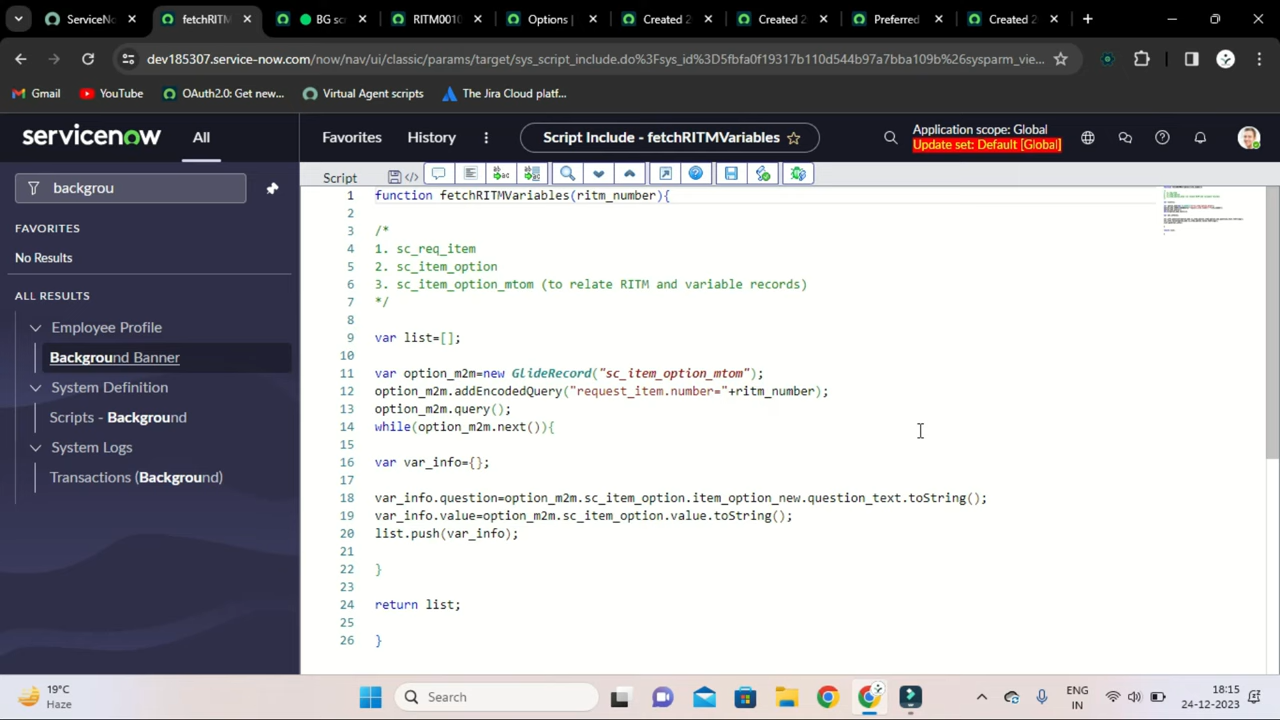 ServiceNo
fetchRITM
BG sc
RITM0010
Options |
Created 2
Created 2
Preferred
Created 2
dev185307.service-now.com/now/nav/ui/classic/params/target/sys_script_include.do%3Fsys_id%3D5fbfa0f19317b110d544b97a7bba109b%26sysparm_vie...
Gmail
YouTube
OAuth2.0: Get new...
Virtual Agent scripts
The Jira Cloud platf...
servicenow
All
Favorites
History
Script Include - fetchRITMVariables
Application scope: Global
Update set: Default [Global]
backgrou
FAVORITES
No Results
ALL RESULTS
Employee Profile
Background Banner
System Definition
Scripts - Background
System Logs
Transactions (Background)
Script
1 function fetchRITMVariables(ritm_number){
2
3 /*
4 1. sc_req_item
5 2. sc_item_option
6 3. sc_item_option_mtom (to relate RITM and variable records)
7 */
8
9 var list=[];
10
11 var option_m2m=new GlideRecord("sc_item_option_mtom");
12 option_m2m.addEncodedQuery("request_item.number="+ritm_number);
13 option_m2m.query();
14 while(option_m2m.next()){
15
16 var var_info={};
17
18 var_info.question=option_m2m.sc_item_option.item_option_new.question_text.toString();
19 var_info.value=option_m2m.sc_item_option.value.toString();
20 list.push(var_info);
21
22 }
23
24 return list;
25
26 }
19°C
Haze
Search
ENG
IN
18:15
24-12-2023